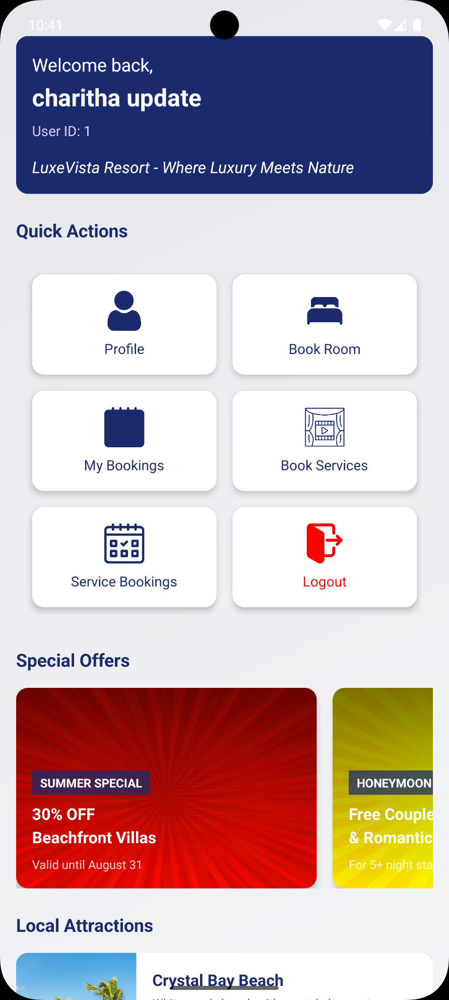 10:41
Welcome back,
charitha update
User ID: 1
LuxeVista Resort - Where Luxury Meets Nature
Quick Actions
Profile
Book Room
My Bookings
Book Services
Service Bookings
Logout
Special Offers
SUMMER SPECIAL
30% OFF
Beachfront Villas
Valid until August 31
HONEYMOON
Free Couple
& Romantic
For 5+ night sta
Local Attractions
Crystal Bay Beach